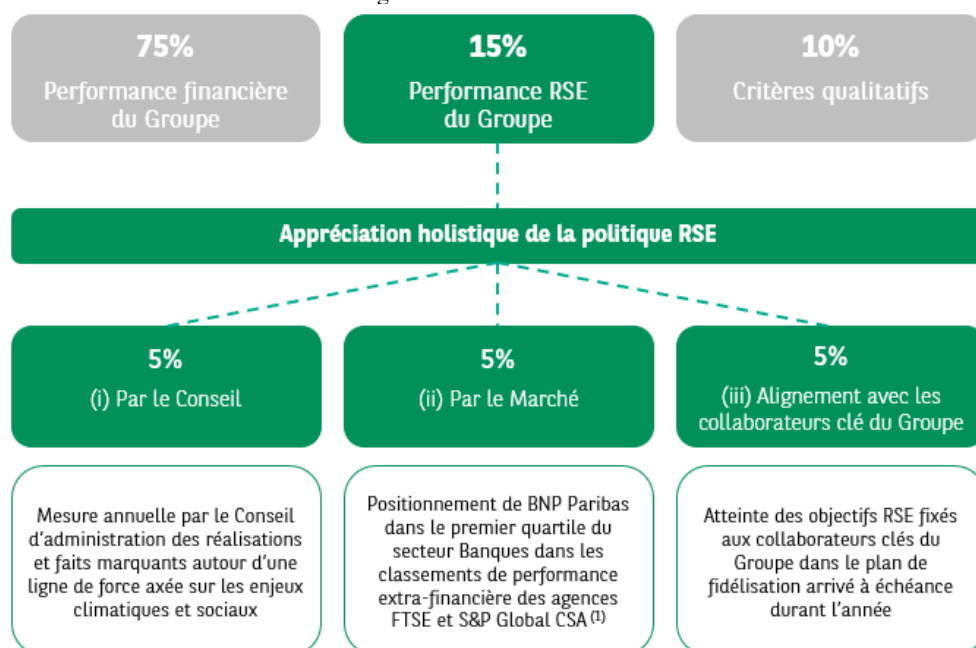 75%
Performance financière
du Groupe
15%
Performance RSE
du Groupe
10%
Critères qualitatifs
Appréciation holistique de la politique RSE
5%
(i) Par le Conseil
5%
(ii) Par le Marché
5%
(iii) Alignement avec les
collaborateurs clé du Groupe
Mesure annuelle par le Conseil
d'administration des réalisations
et faits marquants autour d'une
ligne de force axée sur les enjeux
climatiques et sociaux
Positionnement de BNP Paribas
dans le premier quartile du
secteur Banques dans les
classements de performance
extra-financière des agences
FTSE et S&P Global CSA (1)
Atteinte des objectifs RSE fixés
aux collaborateurs clés du
Groupe dans le plan de
fidélisation arrivé à échéance
durant l'année